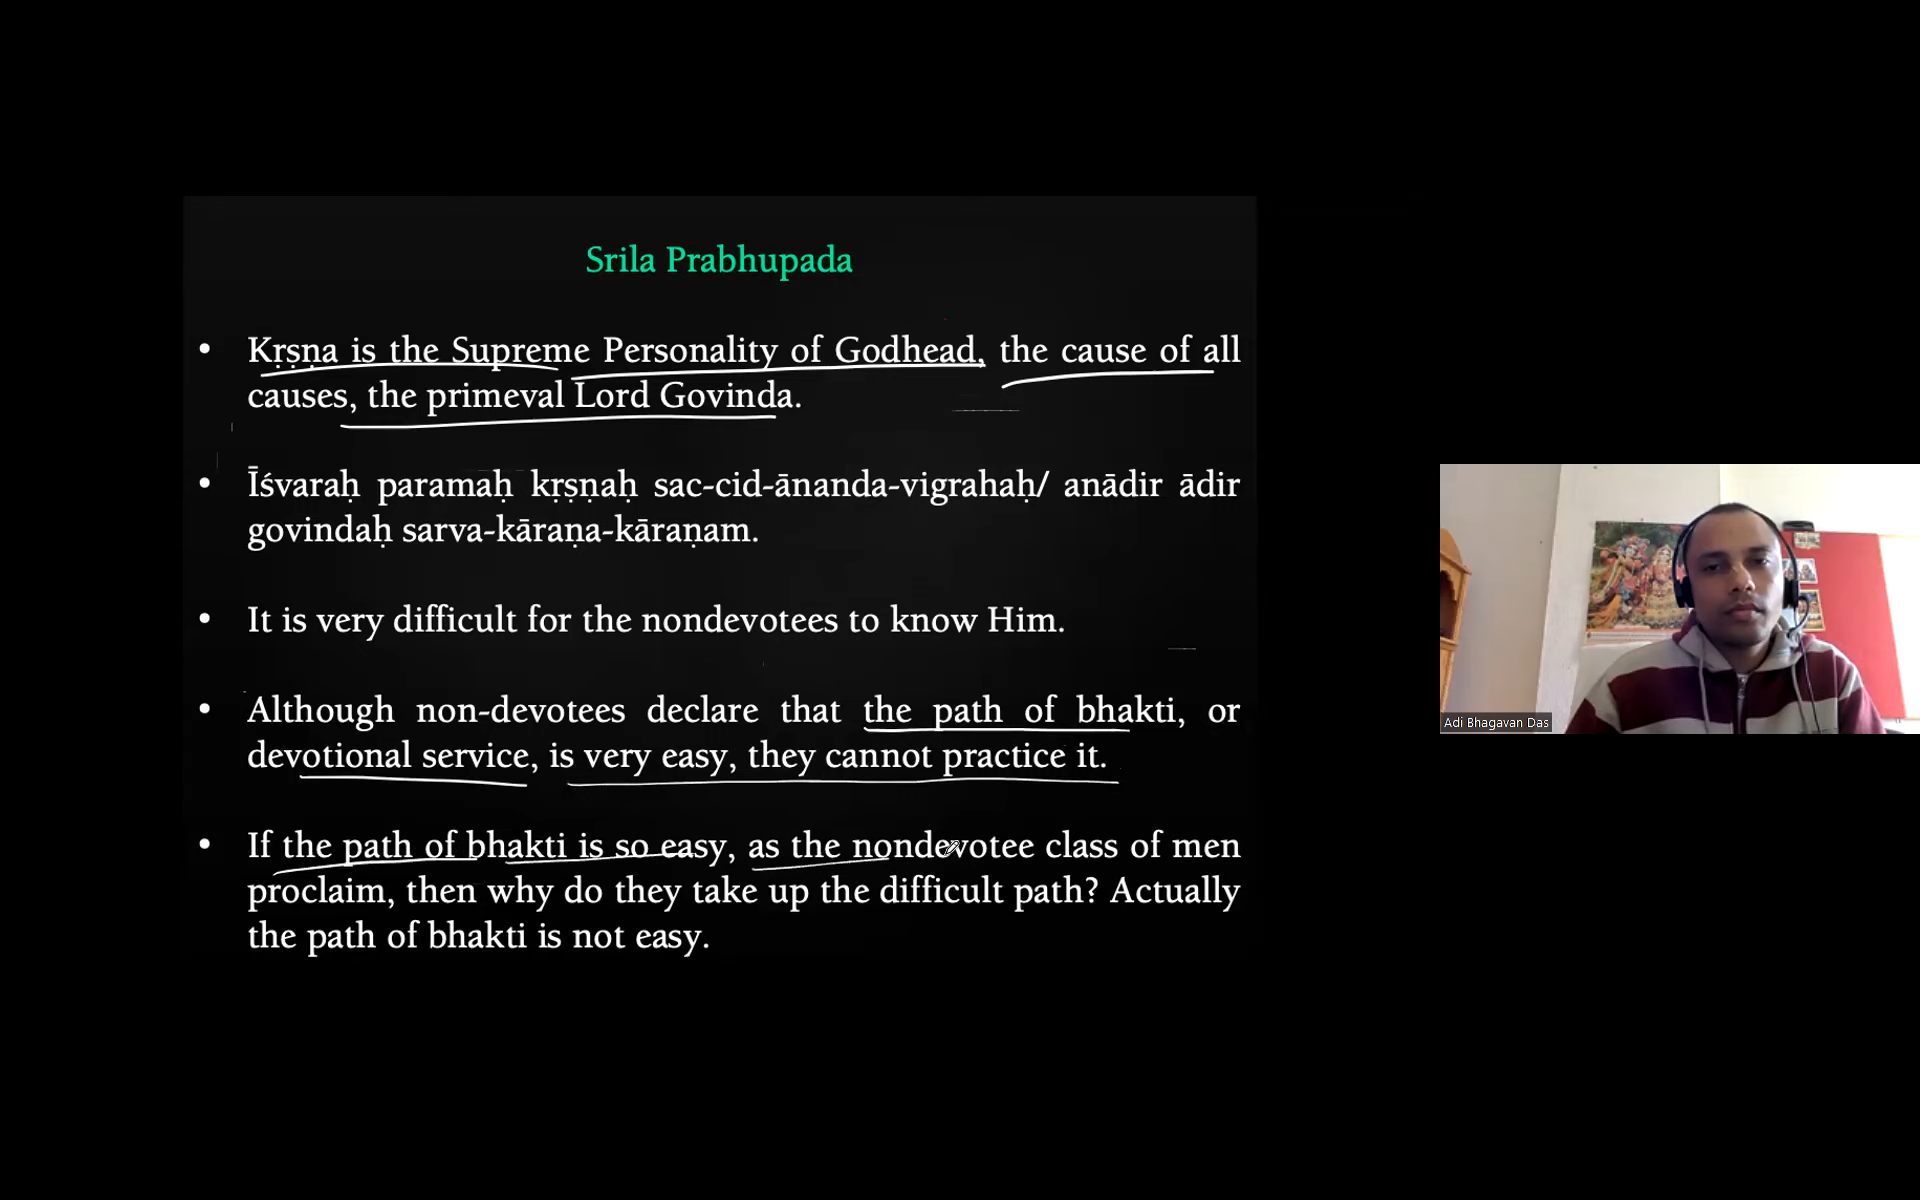 Srila Prabhupada
• Kṛṣṇa is the Supreme Personality of Godhead, the cause of all
causes, the primeval Lord Govinda.
• Īśvaraḥ paramaḥ kṛṣṇaḥ sac-cid-ānanda-vigrahaḥ/ anādir ādir
govindaḥ sarva-kāraṇa-kāraṇam.
• It is very difficult for the nondevotees to know Him.
• Although non-devotees declare that the path of bhakti, or
devotional service, is very easy, they cannot practice it.
• If the path of bhakti is so easy, as the nondevotee class of men
proclaim, then why do they take up the difficult path? Actually
the path of bhakti is not easy.
Adi Bhagavan Das